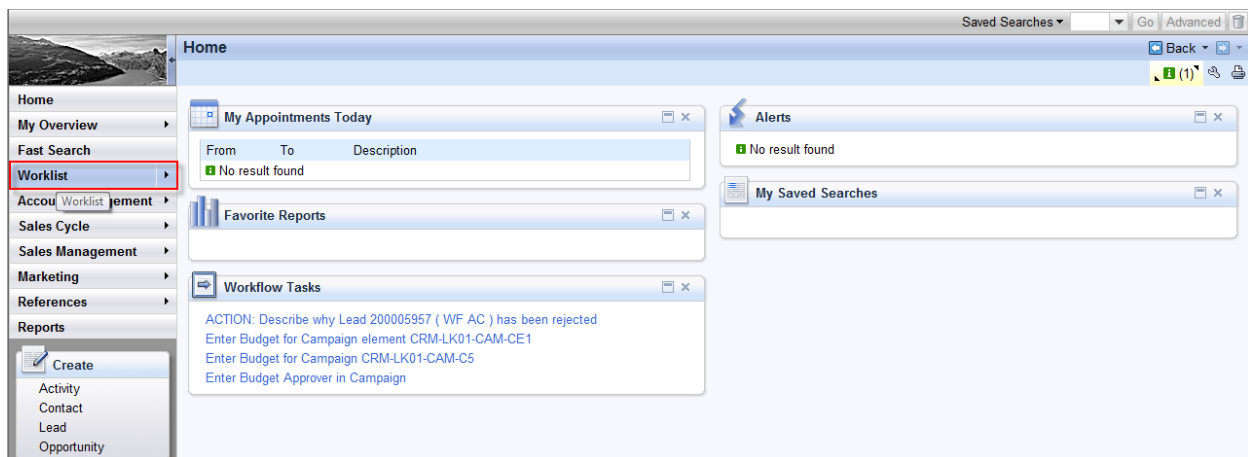 Saved Searches Go Advanced
Home Back
(1)
Home
My Overview
Fast Search
Worklist
Accou Worklist gement
Sales Cycle
Sales Management
Marketing
References
Reports
Create
Activity
Contact
Lead
Opportunity
My Appointments Today
From To Description
No result found
Favorite Reports
Workflow Tasks
ACTION: Describe why Lead 200005957 ( WF AC ) has been rejected
Enter Budget for Campaign element CRM-LK01-CAM-CE1
Enter Budget for Campaign CRM-LK01-CAM-C5
Enter Budget Approver in Campaign
Alerts
No result found
My Saved Searches